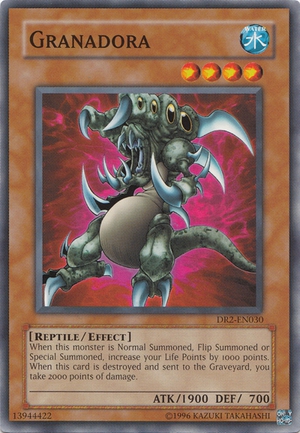 GRANADORA
WATER
水
DR2-EN030
[REPTILE / EFFECT]
When this monster is Normal Summoned, Flip Summoned or
Special Summoned, increase your Life Points by 1000 points.
When this card is destroyed and sent to the Graveyard, you
take 2000 points of damage.
ATK/1900 DEF/ 700
13944422
©1996 KAZUKI TAKAHASHI